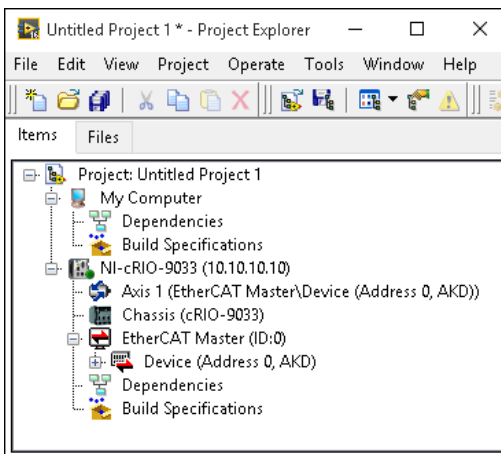 Untitled Project 1 * - Project Explorer
File Edit View Project Operate Tools Window Help
Items Files
Project: Untitled Project 1
My Computer
Dependencies
Build Specifications
NI-cRIO-9033 (10.10.10.10)
Axis 1 (EtherCAT Master\Device (Address 0, AKD))
Chassis (cRIO-9033)
EtherCAT Master (ID:0)
Device (Address 0, AKD)
Dependencies
Build Specifications